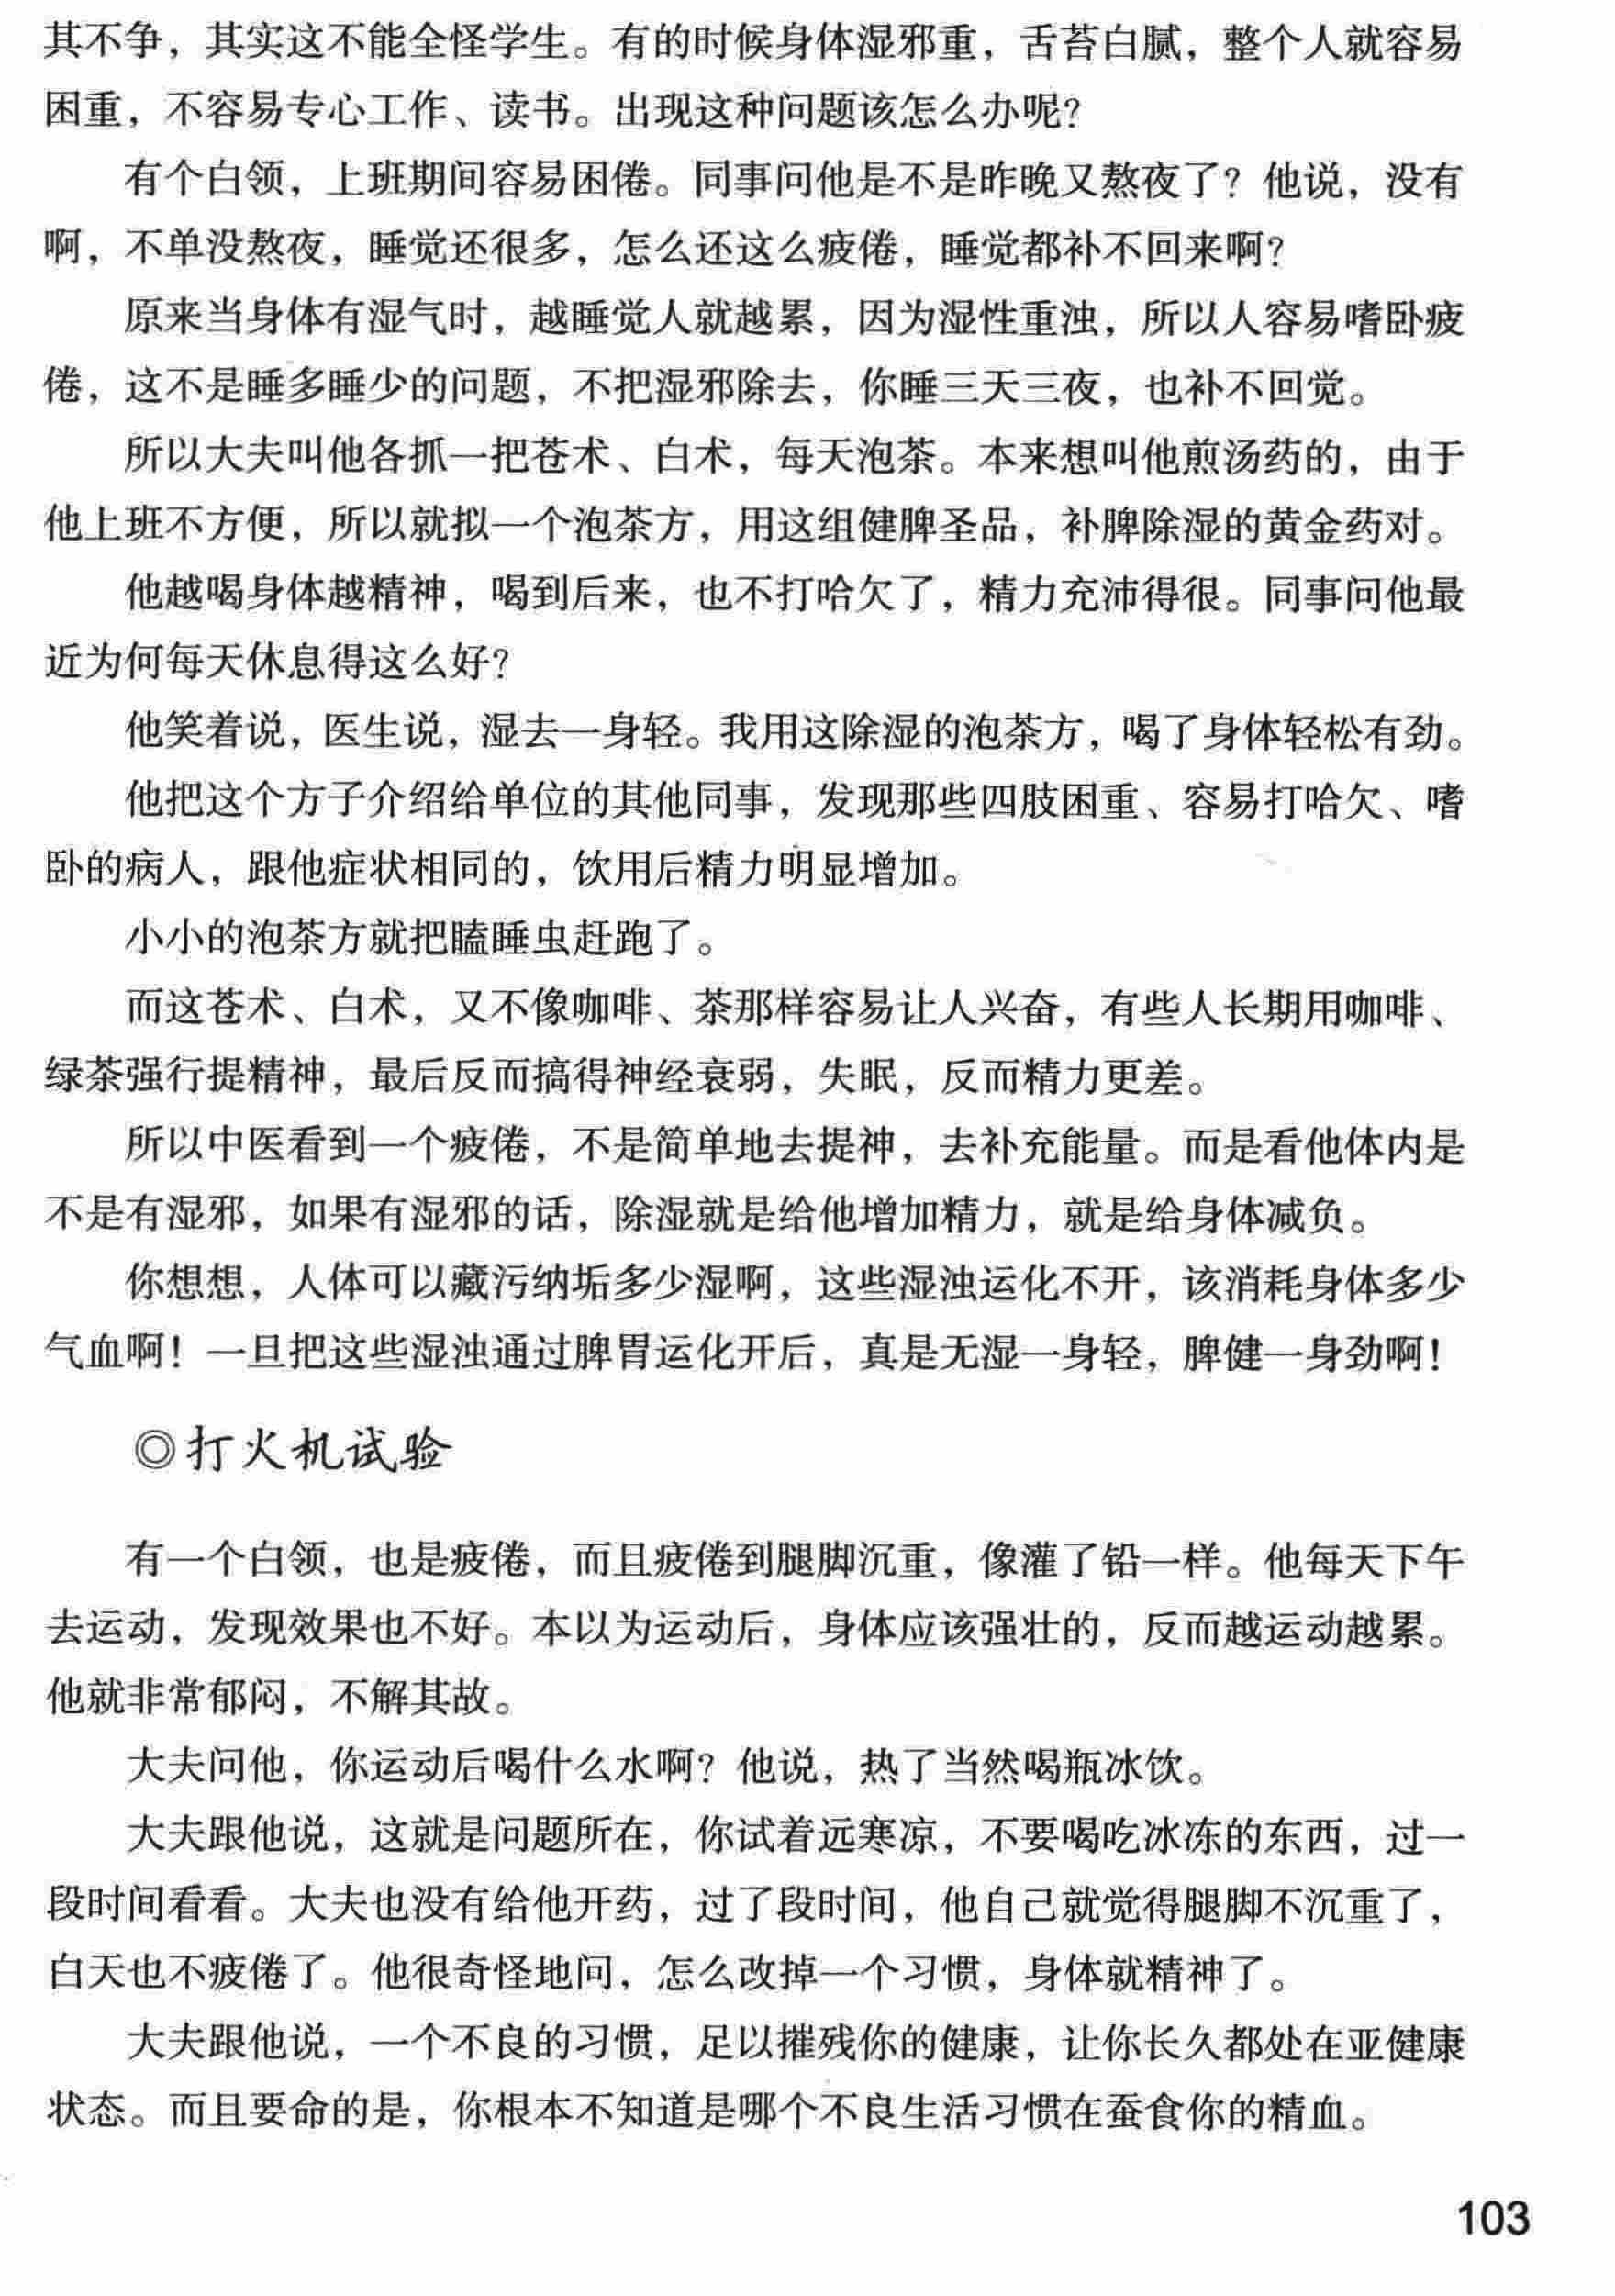 其不争，其实这不能全怪学生。有的时候身体湿邪重，舌苔白腻，整个人就容易
困重，不容易专心工作、读书。出现这种问题该怎么办呢？
有个白领，上班期间容易困倦。同事问他是不是昨晚又熬夜了？他说，没有
啊，不单没熬夜，睡觉还很多，怎么还这么疲倦，睡觉都补不回来啊？
原来当身体有湿气时，越睡觉人就越累，因为湿性重浊，所以人容易嗜卧疲
倦，这不是睡多睡少的问题，不把湿邪除去，你睡三天三夜，也补不回觉。
所以大夫叫他各抓一把苍术、白术，每天泡茶。本来想叫他煎汤药的，由于
他上班不方便，所以就拟一个泡茶方，用这组健脾圣品，补脾除湿的黄金药对。
他越喝身体越精神，喝到后来，也不打哈欠了，精力充沛得很。同事问他最
近为何每天休息得这么好？
他笑着说，医生说，湿去一身轻。我用这除湿的泡茶方，喝了身体轻松有劲。
他把这个方子介绍给单位的其他同事，发现那些四肢困重、容易打哈欠、嗜
卧的病人，跟他症状相同的，饮用后精力明显增加。
小小的泡茶方就把瞌睡虫赶跑了。
而这苍术、白术，又不像咖啡、茶那样容易让人兴奋，有些人长期用咖啡、
绿茶强行提精神，最后反而搞得神经衰弱，失眠，反而精力更差。
所以中医看到一个疲倦，不是简单地去提神，去补充能量。而是看他体内是
不是有湿邪，如果有湿邪的话，除湿就是给他增加精力，就是给身体减负。
你想想，人体可以藏污纳垢多少湿啊，这些湿浊运化不开，该消耗身体多少
气血啊！一旦把这些湿浊通过脾胃运化开后，真是无湿一身轻，脾健一身劲啊！
◎打火机试验
有一个白领，也是疲倦，而且疲倦到腿脚沉重，像灌了铅一样。他每天下午
去运动，发现效果也不好。本以为运动后，身体应该强壮的，反而越运动越累。
他就非常郁闷，不解其故。
大夫问他，你运动后喝什么水啊？他说，热了当然喝瓶冰饮。
大夫跟他说，这就是问题所在，你试着远寒凉，不要喝吃冰冻的东西，过一
段时间看看。大夫也没有给他开药，过了段时间，他自己就觉得腿脚不沉重了，
白天也不疲倦了。他很奇怪地问，怎么改掉一个习惯，身体就精神了。
大夫跟他说，一个不良的习惯，足以摧残你的健康，让你长久都处在亚健康
状态。而且要命的是，你根本不知道是哪个不良生活习惯在蚕食你的精血。
103